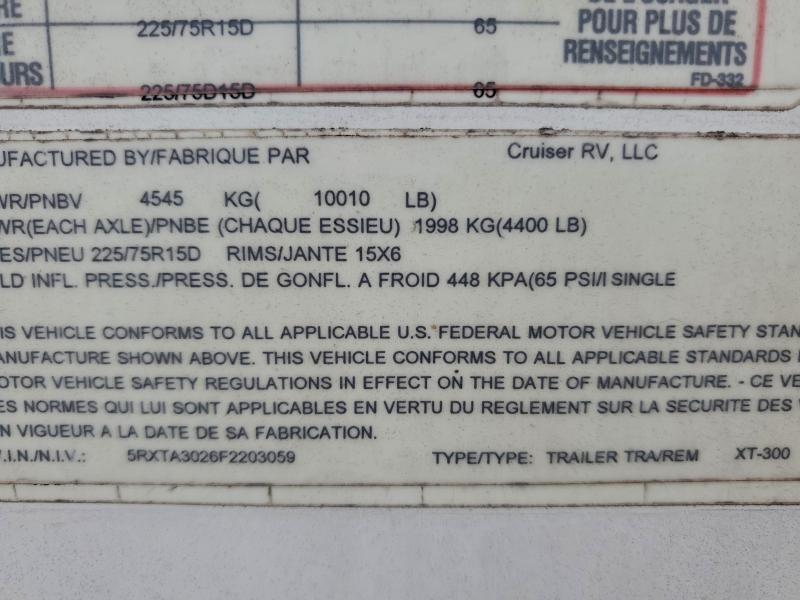 RE
225/75R15D 65
POUR PLUS DE
E
RENSEIGNEMENTS
OURS
FD-332
225/75D15D 65
UFACTURED BY/FABRIQUE PAR Cruiser RV, LLC
WR/PNBV 4545 KG( 10010 LB)
WR(EACH AXLE)/PNBE (CHAQUE ESSIEU) 1998 KG(4400 LB)
ES/PNEU 225/75R15D RIMS/JANTE 15X6
LD INFL. PRESS./PRESS. DE GONFL. A FROID 448 KPA(65 PSI/I SINGLE
IS VEHICLE CONFORMS TO ALL APPLICABLE U.S. FEDERAL MOTOR VEHICLE SAFETY STAN
ANUFACTURE SHOWN ABOVE. THIS VEHICLE CONFORMS TO ALL APPLICABLE STANDARDS
OTOR VEHICLE SAFETY REGULATIONS IN EFFECT ON THE DATE OF MANUFACTURE. - CE VE
ES NORMES QUI LUI SONT APPLICABLES EN VERTU DU REGLEMENT SUR LA SECURITE DES V
N VIGUEUR A LA DATE DE SA FABRICATION.
.I.N./N.I.V.: 5RXTA3026F2203059 TYPE/TYPE: TRAILER TRA/REM XT-300